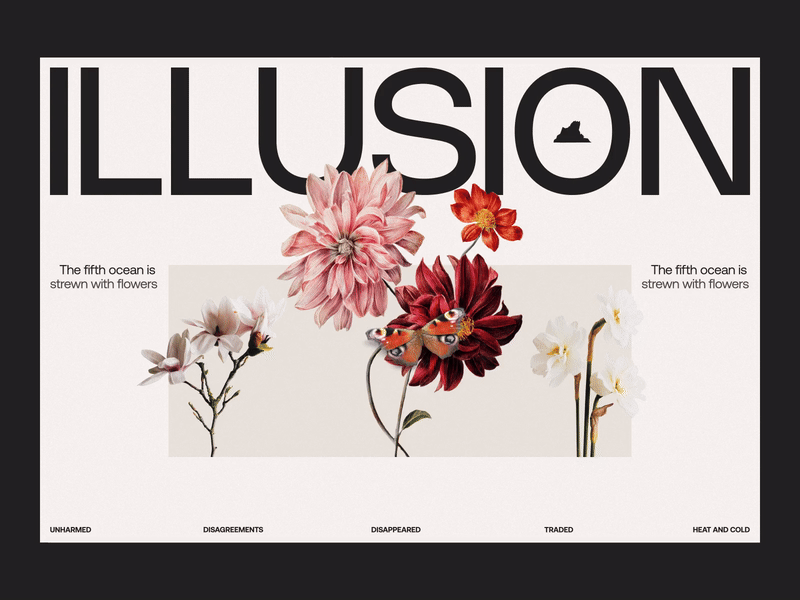 ILLUSION
The fifth ocean is
strewn with flowers
The fifth ocean is
strewn with flowers
UNHARMED
DISAGREEMENTS
DISAPPEARED
TRADED
HEAT AND COLD